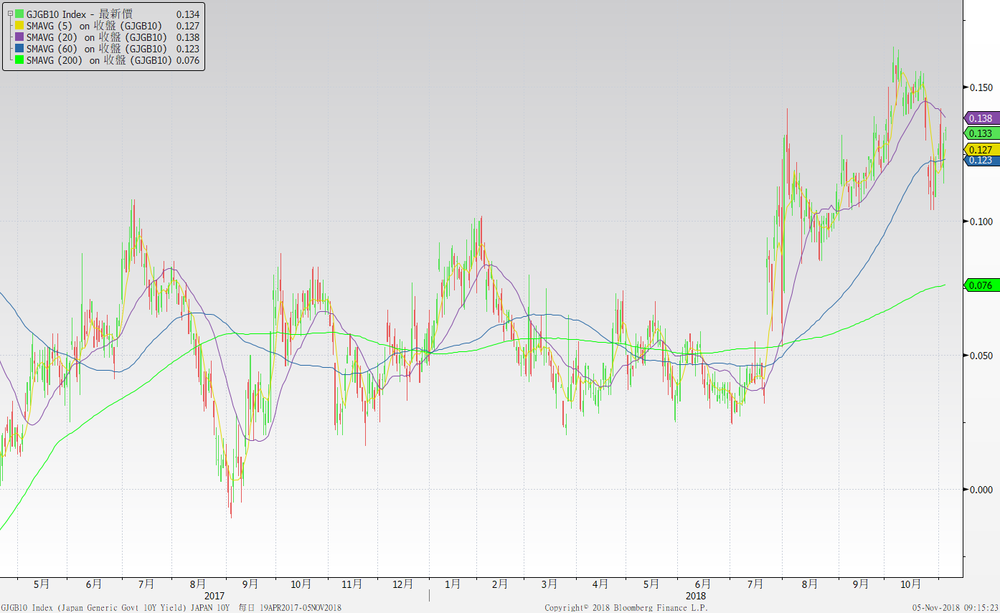 GJGB10 Index - 最新價 0.134
SMAVG (5) on 收盤 (GJGB10) 0.127
SMAVG (20) on 收盤 (GJGB10) 0.138
SMAVG (60) on 收盤 (GJGB10) 0.123
SMAVG (200) on 收盤 (GJGB10) 0.076
0.150
0.138
0.133
0.127
0.123
0.100
0.076
0.050
0.000
5月 6月 7月 8月 9月 10月 11月 12月 1月 2月 3月 4月 5月 6月 7月 8月 9月 10月
2017 2018
GJGB10 Index (Japan Generic Govt 10Y Yield) JAPAN 10Y 每日 19APR2017-05NOV2018 Copyright© 2018 Bloomberg Finance L.P. 05-Nov-2018 09:15:23